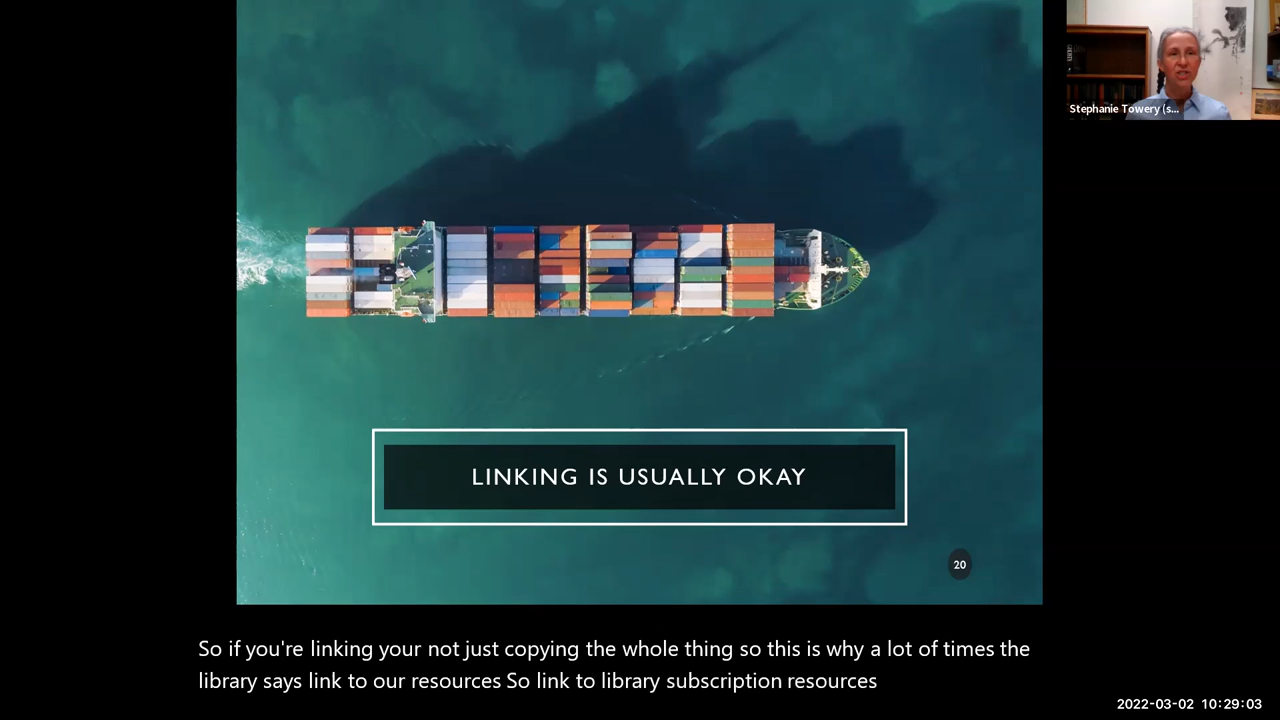 Stephanie Towery (s...
LINKING IS USUALLY OKAY
20
So if you're linking your not just copying the whole thing so this is why a lot of times the
library says link to our resources So link to library subscription resources
2022-03-02 10:29:03